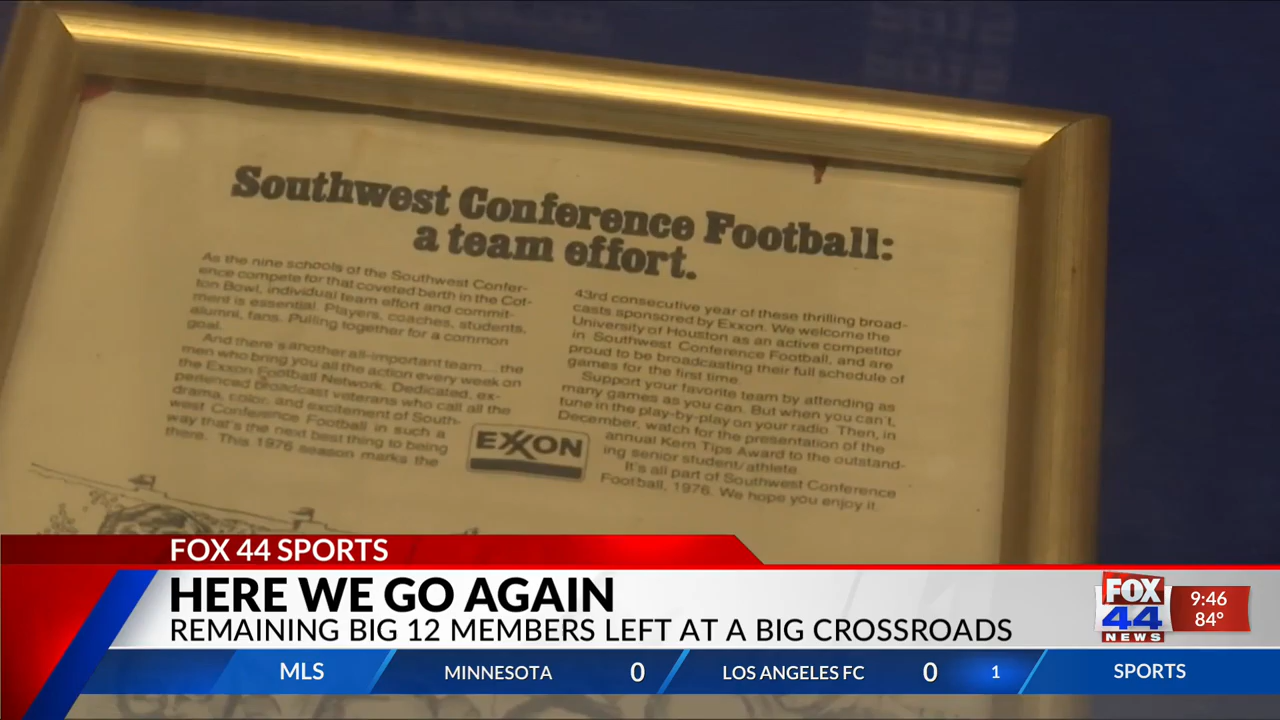 Southwest Conference Football:
a team effort.
As the nine schools of the Southwest Confer-
ence compete for that coveted berth in the Cot-
ton Bowl, individual team effort and commit-
ment is essential. Players, coaches, students,
alumni, fans. Pulling together for a common
goal.
And there's another all-important team... the
men who bring you all the action every week on
the Exxon Football Network. Dedicated, ex-
perienced broadcast veterans who call all the
drama, color, and excitement of South-
west Conference Football in such a
way that's the next best thing to being
there. This 1976 season marks the
43rd consecutive year of these thrilling broad-
casts sponsored by Exxon. We welcome the
University of Houston as an active competitor
in Southwest Conference Football, and are
proud to be broadcasting their full schedule of
games for the first time.
Support your favorite team by attending as
many games as you can. But when you can't,
tune in the play-by-play on your radio. Then, in
December, watch for the presentation of the
annual Kern Tips Award to the outstand-
ing senior student/athlete.
It's all part of Southwest Conference
Football, 1976. We hope you enjoy it.
EXXON
FOX 44 SPORTS
HERE WE GO AGAIN
REMAINING BIG 12 MEMBERS LEFT AT A BIG CROSSROADS
FOX
44
NEWS
9:46
84°
MLS MINNESOTA 0 LOS ANGELES FC 0 1 SPORTS